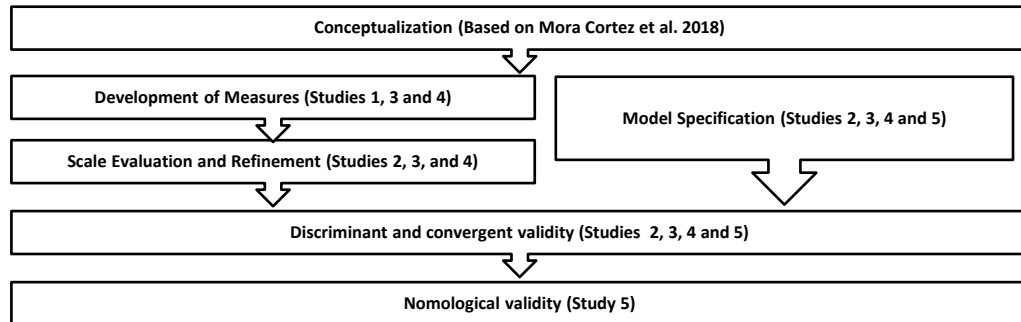 Conceptualization (Based on Mora Cortez et al. 2018)
Development of Measures (Studies 1, 3 and 4)
Model Specification (Studies 2, 3, 4 and 5)
Scale Evaluation and Refinement (Studies 2, 3, and 4)
Discriminant and convergent validity (Studies 2, 3, 4 and 5)
Nomological validity (Study 5)